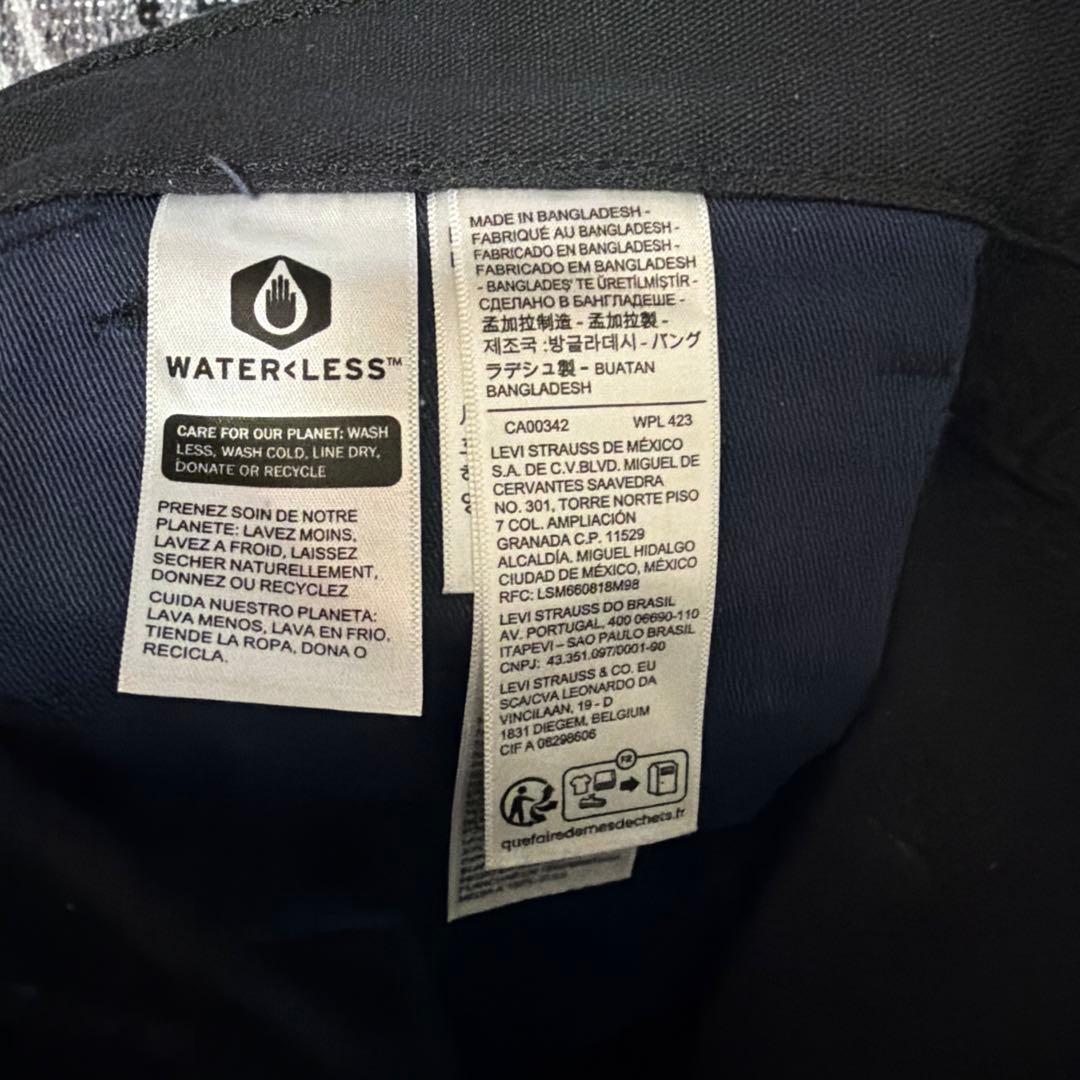 WATER<LESS™
CARE FOR OUR PLANET: WASH
LESS, WASH COLD, LINE DRY,
DONATE OR RECYCLE
PRENEZ SOIN DE NOTRE
PLANETE: LAVEZ MOINS,
LAVEZ A FROID, LAISSEZ
SECHER NATURELLEMENT,
DONNEZ OU RECYCLEZ
CUIDA NUESTRO PLANETA:
LAVA MENOS, LAVA EN FRIO,
TIENDE LA ROPA, DONA O
RECICLA.
MADE IN BANGLADESH -
FABRIQUÉ AU BANGLADESH -
FABRICADO EN BANGLADESH -
FABRICADO EM BANGLADESH
- BANGLADEŞ' TE ÜRETİLMİŞTİR -
СДЕЛАНО В БАНГЛАДЕШЕ -
孟加拉制造 - 孟加拉製 -
제조국 :방글라데시 - バング
ラデシュ製 - BUATAN
BANGLADESH
CA00342 WPL 423
LEVI STRAUSS DE MÉXICO
S.A. DE C.V.BLVD. MIGUEL DE
CERVANTES SAAVEDRA
NO. 301, TORRE NORTE PISO
7 COL. AMPLIACIÓN
GRANADA C.P. 11529
ALCALDÍA. MIGUEL HIDALGO
CIUDAD DE MÉXICO, MÉXICO
RFC: LSM660818M98
LEVI STRAUSS DO BRASIL
AV. PORTUGAL, 400 06690-110
ITAPEVI – SAO PAULO BRASIL
CNPJ: 43.351.097/0001-90
LEVI STRAUSS & CO. EU
SCA/CVA LEONARDO DA
VINCILAAN, 19 - D
1831 DIEGEM, BELGIUM
CIF A 08298606
FR
quefairedemesdechets.fr